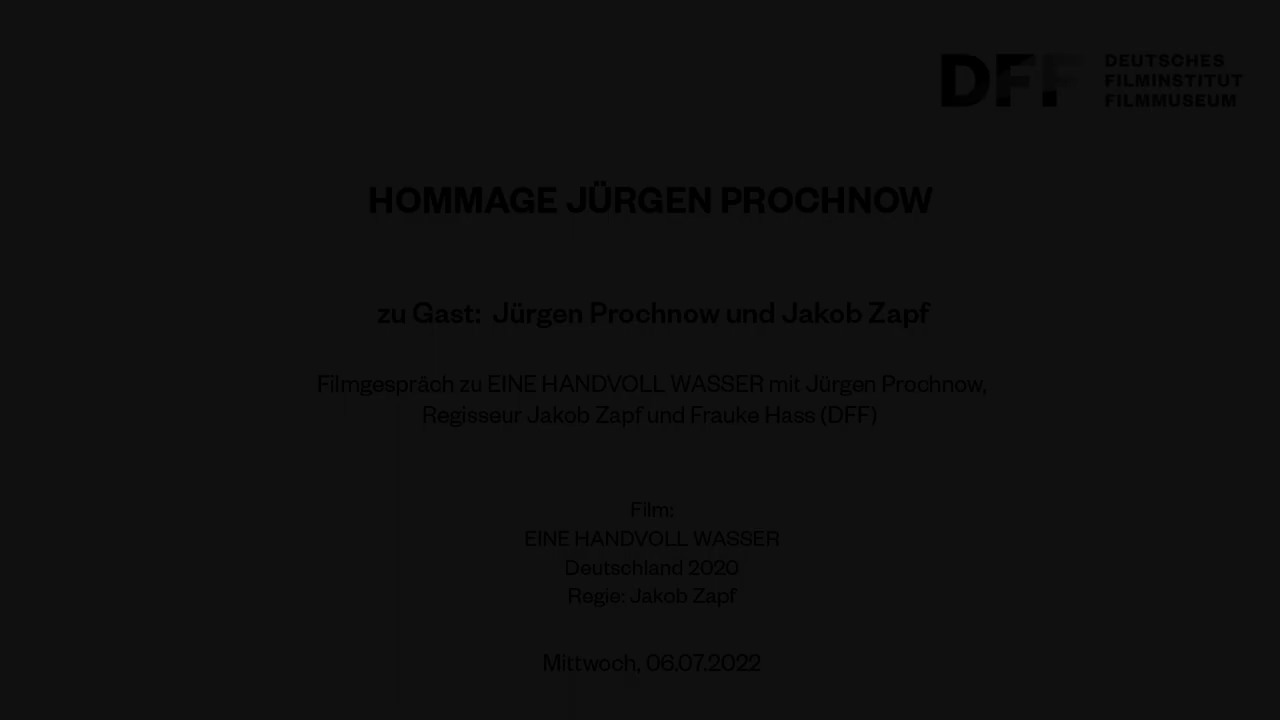 DFF
DEUTSCHES
FILMINSTITUT
FILMMUSEUM
HOMMAGE JÜRGEN PROCHNOW
zu Gast: Jürgen Prochnow und Jakob Zapf
Filmgespräch zu EINE HANDVOLL WASSER mit Jürgen Prochnow,
Regisseur Jakob Zapf und Frauke Hass (DFF)
Film:
EINE HANDVOLL WASSER
Deutschland 2020
Regie: Jakob Zapf
Mittwoch, 06.07.2022